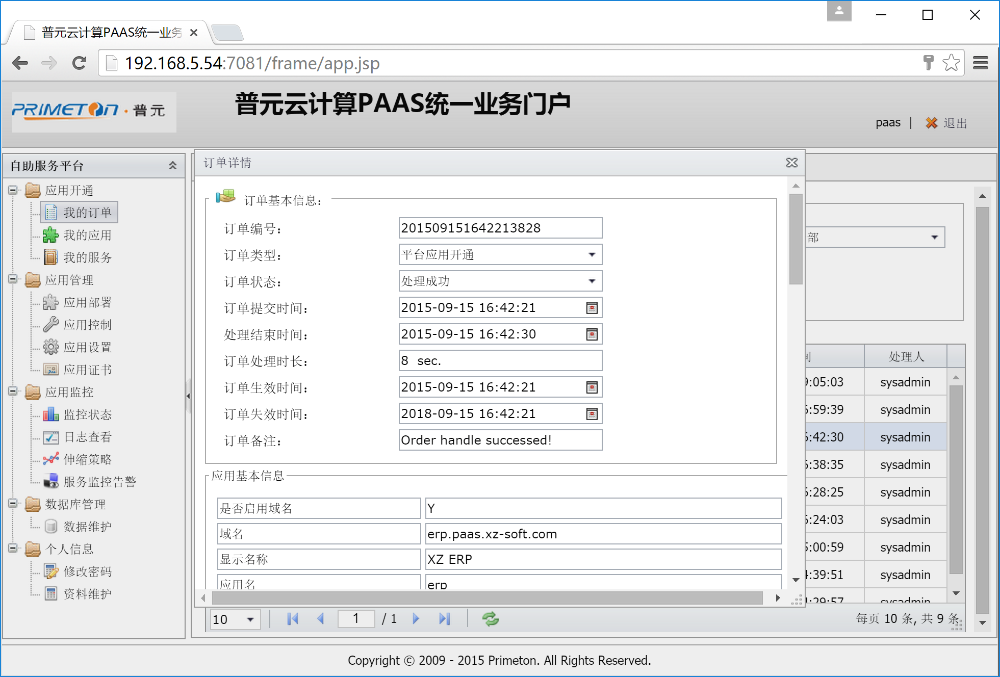 普元云计算PAAS统一业务
192.168.5.54:7081/frame/app.jsp
PRIMETON·普元
普元云计算PAAS统一业务门户
paas | 退出
自助服务平台
应用开通
我的订单
我的应用
我的服务
应用管理
应用部署
应用控制
应用设置
应用证书
应用监控
监控状态
日志查看
伸缩策略
服务监控告警
数据库管理
数据维护
个人信息
修改密码
资料维护
订单详情
订单基本信息：
订单编号： 201509151642213828
订单类型： 平台应用开通
订单状态： 处理成功
订单提交时间： 2015-09-15 16:42:21
处理结束时间： 2015-09-15 16:42:30
订单处理时长： 8 sec.
订单生效时间： 2015-09-15 16:42:21
订单失效时间： 2018-09-15 16:42:21
订单备注： Order handle successed!
应用基本信息
是否启用域名 Y
域名 erp.paas.xz-soft.com
显示名称 XZ ERP
应用名 erp
部
间 处理人
:05:03 sysadmin
:59:39 sysadmin
:42:30 sysadmin
:38:35 sysadmin
:28:25 sysadmin
:24:03 sysadmin
:00:59 sysadmin
:39:51 sysadmin
:29:57 sysadmin
10 1 / 1 每页 10 条, 共 9 条
Copyright © 2009 - 2015 Primeton. All Rights Reserved.